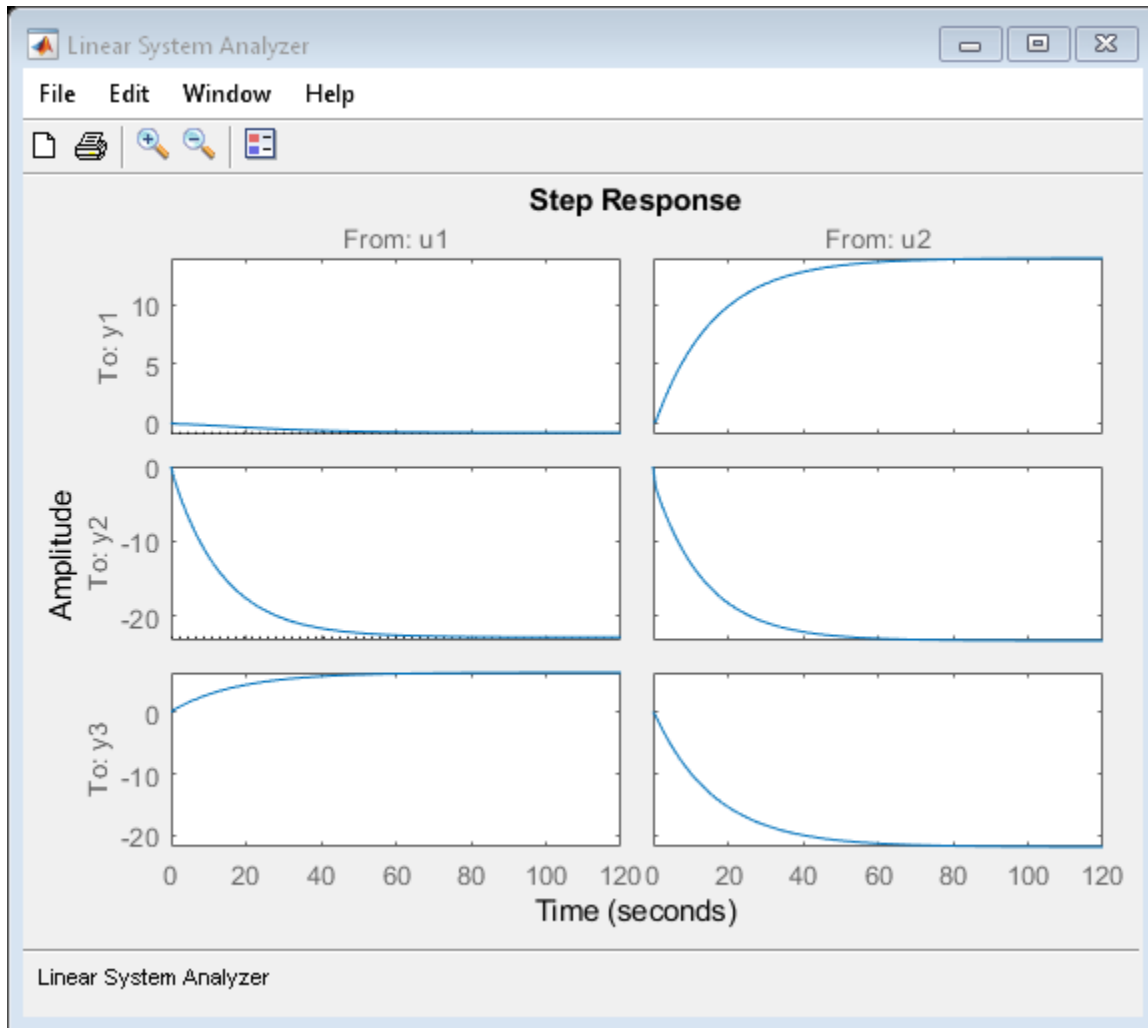 Linear System Analyzer
File Edit Window Help
Step Response
From: u1 From: u2
To: y1
10
5
0
Amplitude
To: y2
0
-10
-20
To: y3
0
-10
-20
0 20 40 60 80 100 120 0 20 40 60 80 100 120
Time (seconds)
Linear System Analyzer